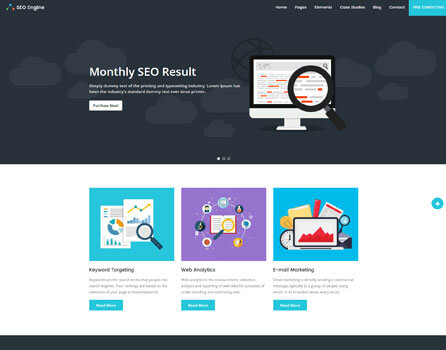 SEO Engine
Home Pages Elements Case Studies Blog Contact FREE CONSULTING
Monthly SEO Result
Simply dummy text of the printing and typesetting industry. Lorem Ipsum has
been the industry's standard dummy text ever since printer.
Purchase Now!
Keyword Targeting
Keywords are the search terms that people into
search engines. Your rankings are based on the
relevance of your page to those keywords.
Read More
Web Analytics
Web analytics is the measurement, collection,
analysis and reporting of web data for purposes of
understanding and optimizing web.
Read More
E-mail Marketing
Email marketing is directly sending a commercial
message, typically to a group of people, using
email. In its broadest sense, every email
Read More